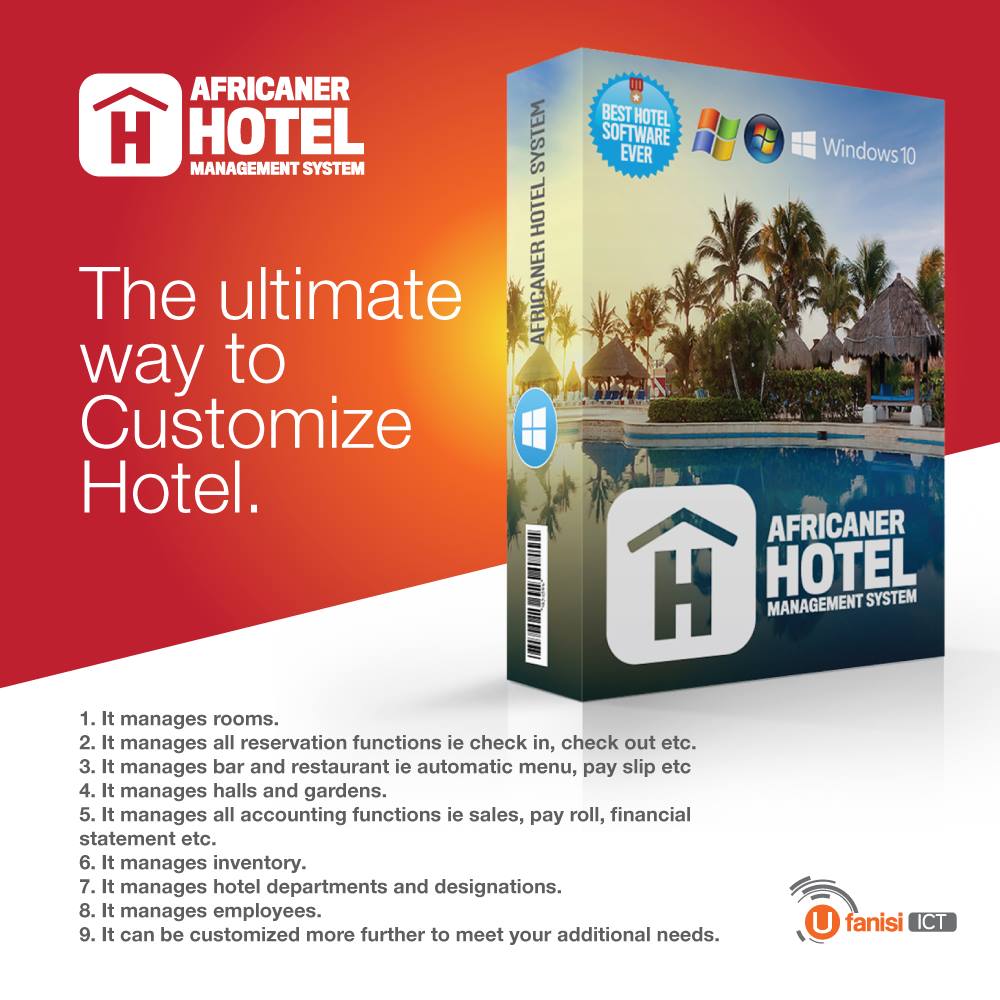 AFRICANER
HOTEL
MANAGEMENT SYSTEM
H
The ultimate
way to
Customize
Hotel.
AFRICANER HOTEL SYSTEM
BEST HOTEL
SOFTWARE
EVER
Windows 10
H
AFRICANER
HOTEL
MANAGEMENT SYSTEM
1. It manages rooms.
2. It manages all reservation functions ie check in, check out etc.
3. It manages bar and restaurant ie automatic menu, pay slip etc
4. It manages halls and gardens.
5. It manages all accounting functions ie sales, pay roll, financial
statement etc.
6. It manages inventory.
7. It manages hotel departments and designations.
8. It manages employees.
9. It can be customized more further to meet your additional needs.
U fanisi ICT